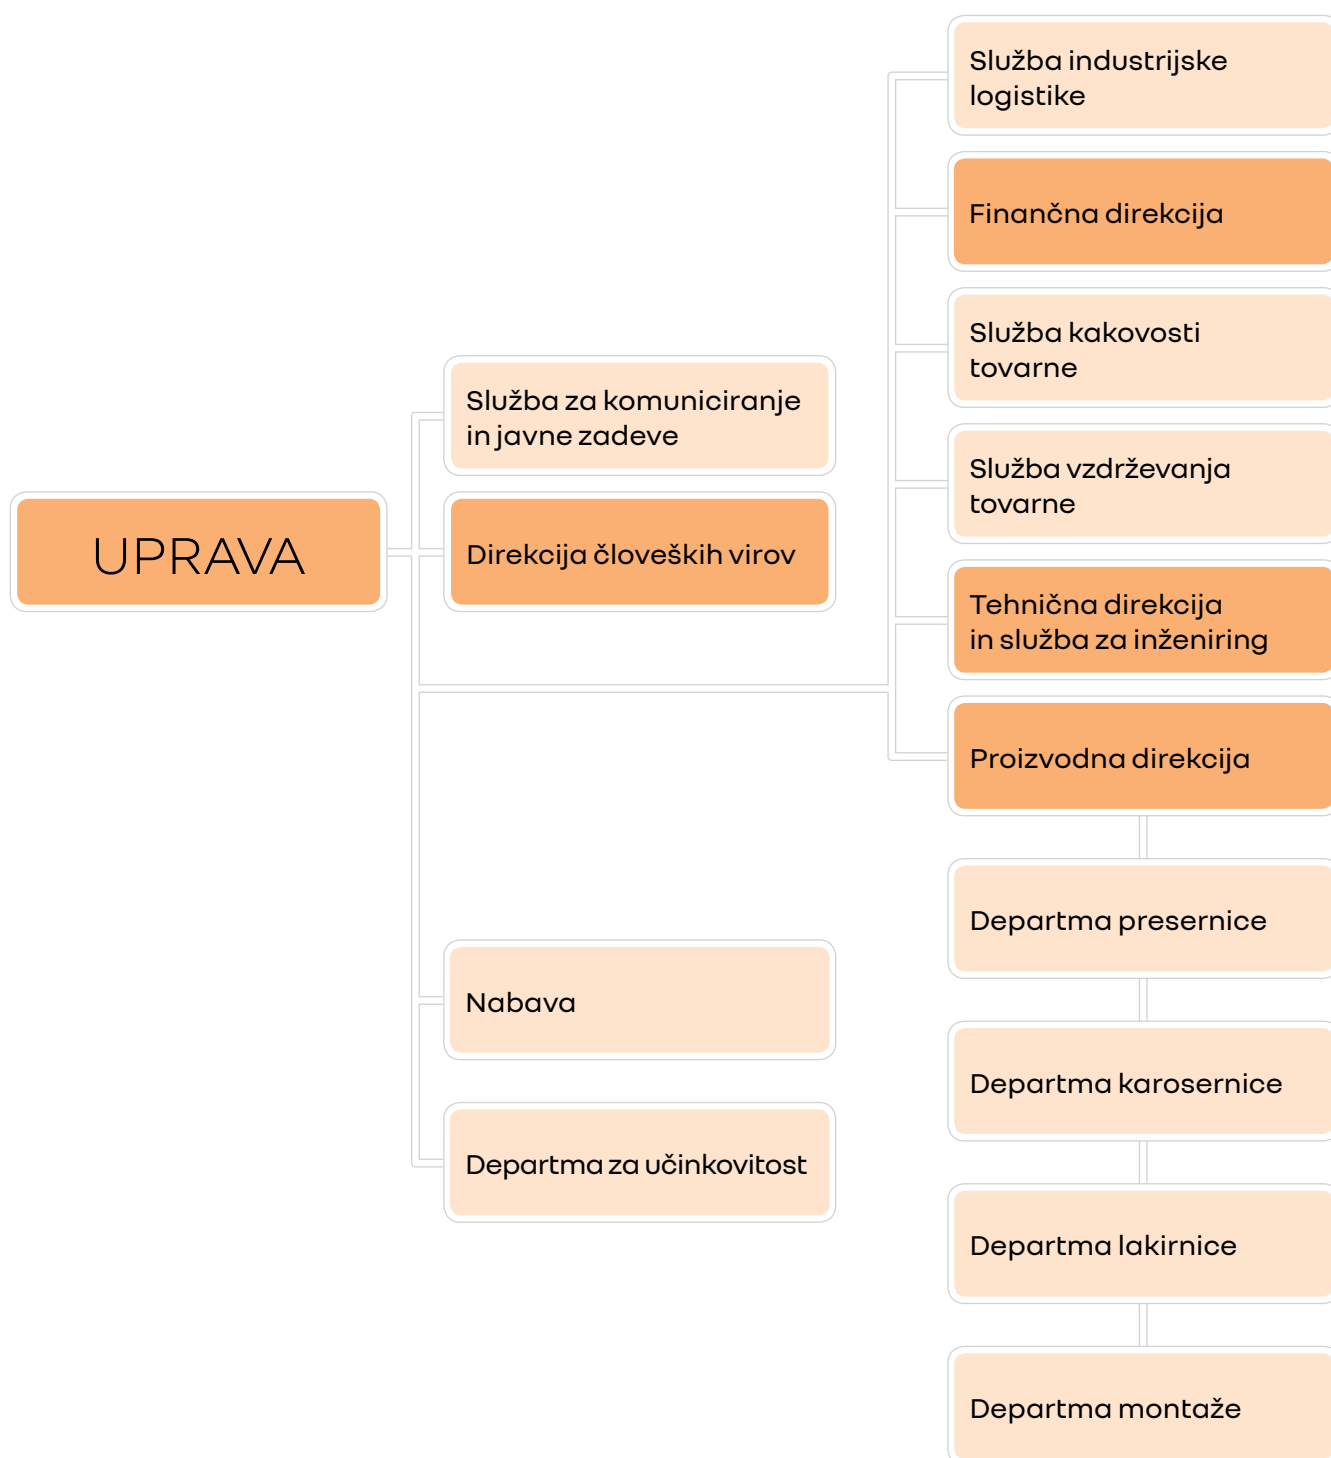 UPRAVA
Služba za komuniciranje
in javne zadeve
Direkcija človeških virov
Nabava
Departma za učinkovitost
Služba industrijske
logistike
Finančna direkcija
Služba kakovosti
tovarne
Služba vzdrževanja
tovarne
Tehnična direkcija
in služba za inženiring
Proizvodna direkcija
Departma presernice
Departma karosernice
Departma lakirnice
Departma montaže